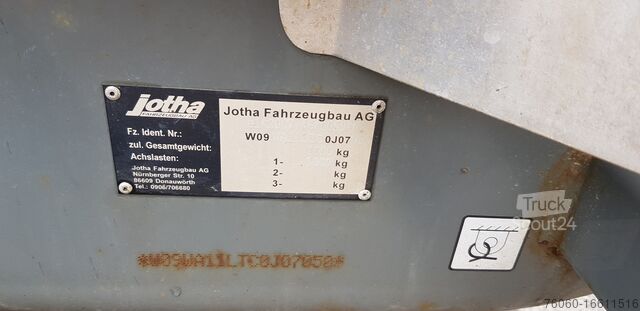 jotha
FAHRZEUGBAU AG
Jotha Fahrzeugbau AG
Fz. Ident. Nr.:
W09 0J07
zul. Gesamtgewicht: kg
Achslasten: 1- kg
2- kg
3- kg
Jotha Fahrzeugbau AG
Nürnberger Str. 10
86609 Donauwörth
Tel.: 0906/706680
*W09WA11LTC0J07050*
Truck
Scout24
76060-16611516